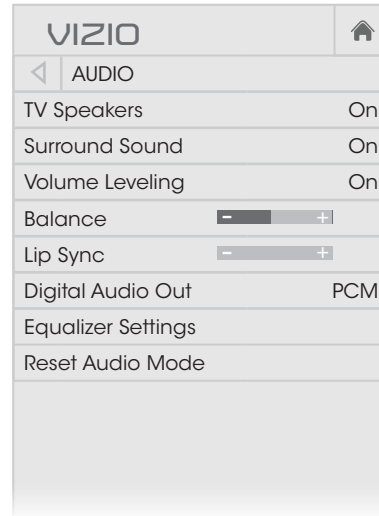 VIZIO
AUDIO
TV Speakers On
Surround Sound On
Volume Leveling On
Balance - +
Lip Sync - +
Digital Audio Out PCM
Equalizer Settings
Reset Audio Mode